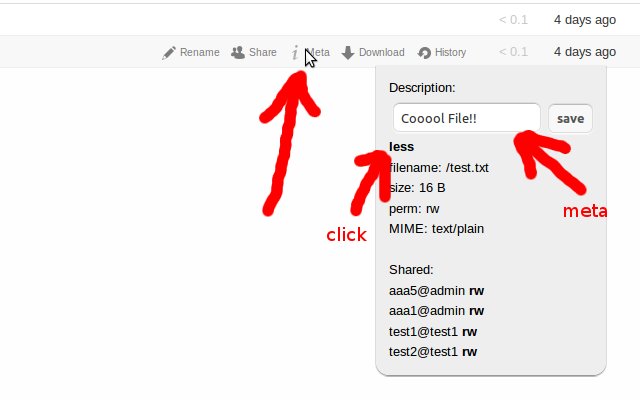 < 0.1 4 days ago
Rename Share Meta Download History < 0.1 4 days ago
Description:
Cooool File!! save
less
filename: /test.txt
size: 16 B
perm: rw
MIME: text/plain
Shared:
aaa5@admin rw
aaa1@admin rw
test1@test1 rw
test2@test1 rw
click
meta